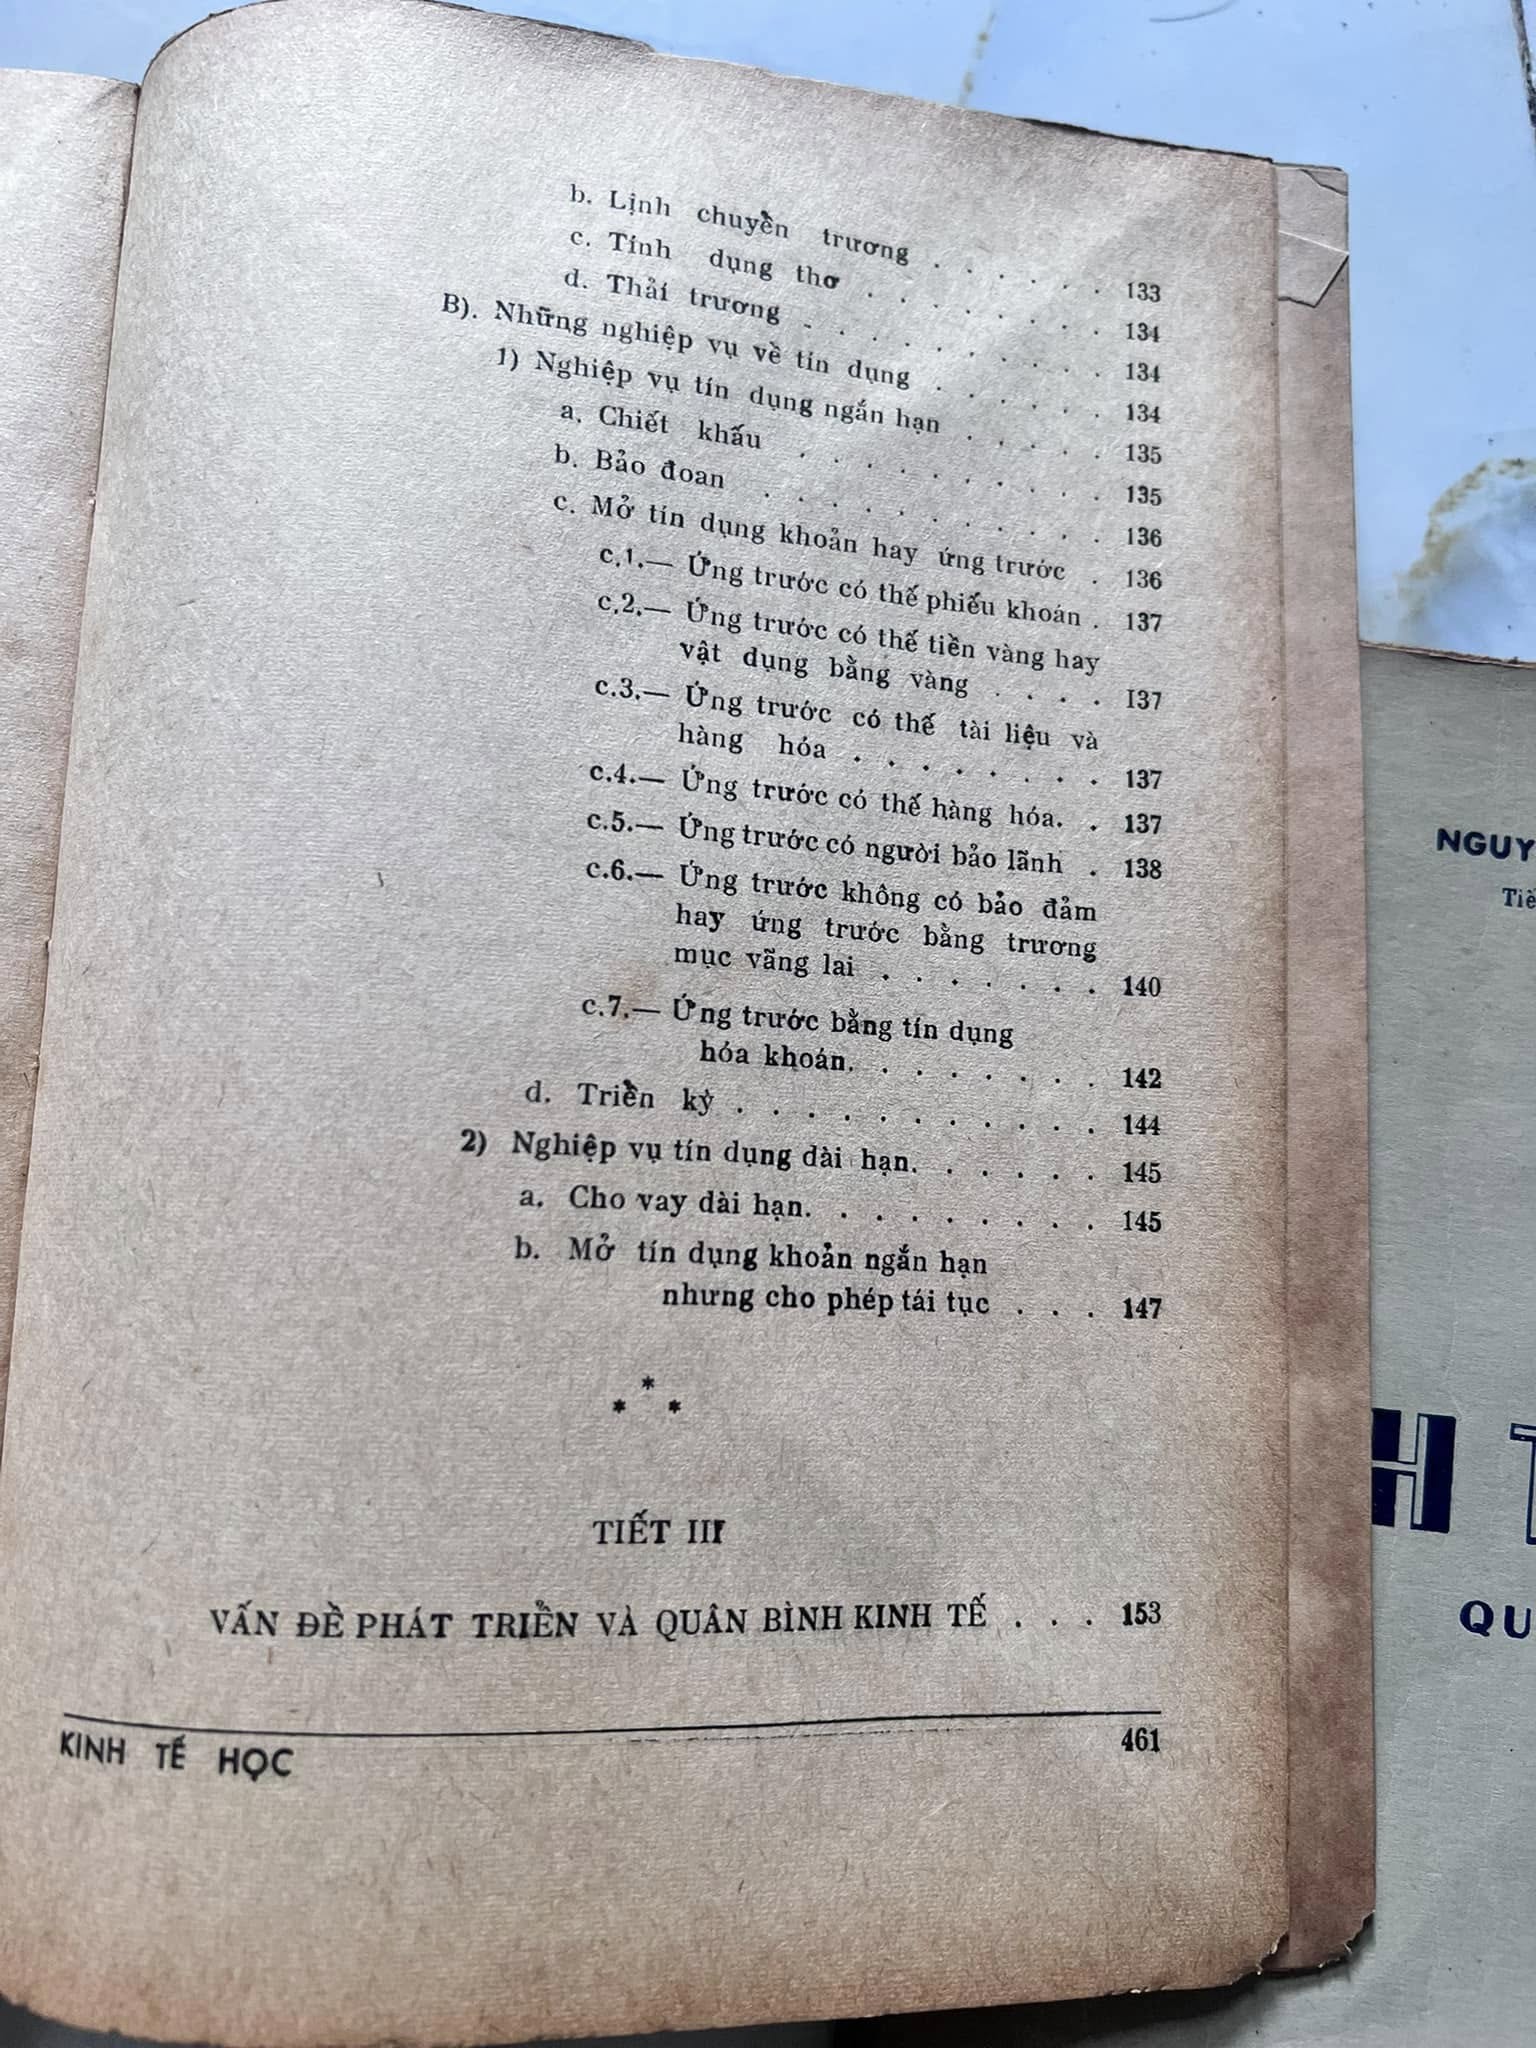 b. Lịnh chuyển trương . . . . . . 133
c. Tính dụng thơ . . . . . . . . 134
d. Thải trương . . . . . . . . . 134
B). Những nghiệp vụ về tín dụng . . . . . 134
1) Nghiệp vụ tín dụng ngắn hạn . . . . . 135
a. Chiết khấu . . . . . . . . . 135
b. Bảo đoan . . . . . . . . . . 136
c. Mở tín dụng khoản hay ứng trước . 136
c.1.— Ứng trước có thế phiếu khoán . 137
c.2.— Ứng trước có thế tiền vàng hay
vật dụng bằng vàng . . . . 137
c.3.— Ứng trước có thế tài liệu và
hàng hóa . . . . . . . . 137
c.4.— Ứng trước có thế hàng hóa. . 137
c.5.— Ứng trước có người bảo lãnh . 138
c.6.— Ứng trước không có bảo đảm
hay ứng trước bằng trương
mục vãng lai . . . . . . . 140
c.7.— Ứng trước bằng tín dụng
hóa khoán. . . . . . . . 142
d. Triển kỳ . . . . . . . . . . . 144
2) Nghiệp vụ tín dụng dài hạn. . . . . . 145
a. Cho vay dài hạn. . . . . . . . . 145
b. Mở tín dụng khoản ngắn hạn
nhưng cho phép tái tục . . . 147
*
* *
TIẾT III
VẤN ĐỀ PHÁT TRIỂN VÀ QUÂN BÌNH KINH TẾ . . . 153
KINH TẾ HỌC 461
NGUY
Tiế
H
QU